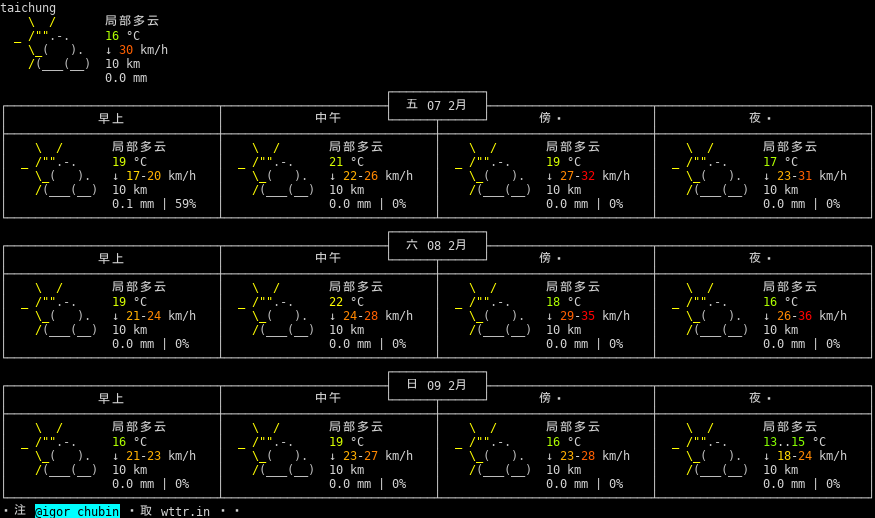 taichung
局部多云
16 °C
↓ 30 km/h
10 km
0.0 mm
五 07 2月
早上 中午 傍・ 夜・
局部多云 局部多云 局部多云 局部多云
19 °C 21 °C 19 °C 17 °C
↓ 17-20 km/h ↓ 22-26 km/h ↓ 27-32 km/h ↓ 23-31 km/h
10 km 10 km 10 km 10 km
0.1 mm | 59% 0.0 mm | 0% 0.0 mm | 0% 0.0 mm | 0%
六 08 2月
早上 中午 傍・ 夜・
局部多云 局部多云 局部多云 局部多云
19 °C 22 °C 18 °C 16 °C
↓ 21-24 km/h ↓ 24-28 km/h ↓ 29-35 km/h ↓ 26-36 km/h
10 km 10 km 10 km 10 km
0.0 mm | 0% 0.0 mm | 0% 0.0 mm | 0% 0.0 mm | 0%
日 09 2月
早上 中午 傍・ 夜・
局部多云 局部多云 局部多云 局部多云
16 °C 19 °C 16 °C 13..15 °C
↓ 21-23 km/h ↓ 23-27 km/h ↓ 23-28 km/h ↓ 18-24 km/h
10 km 10 km 10 km 10 km
0.0 mm | 0% 0.0 mm | 0% 0.0 mm | 0% 0.0 mm | 0%
・注 @igor_chubin ・取 wttr.in ・・